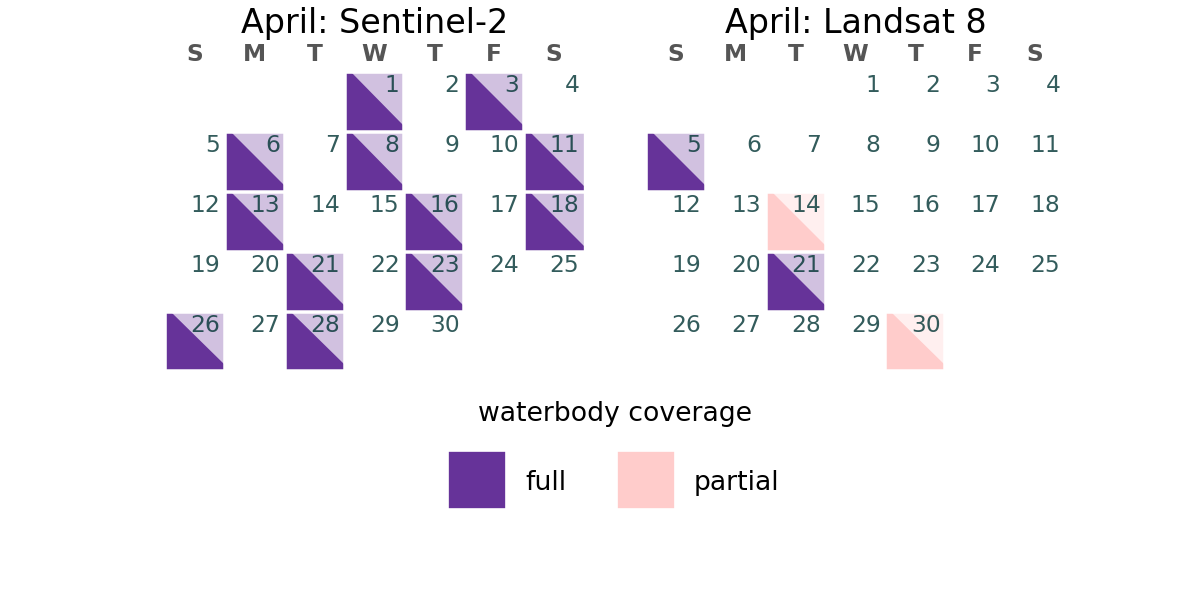 April: Sentinel-2
S M T W T F S
1 2 3 4
5 6 7 8 9 10 11
12 13 14 15 16 17 18
19 20 21 22 23 24 25
26 27 28 29 30
April: Landsat 8
S M T W T F S
1 2 3 4
5 6 7 8 9 10 11
12 13 14 15 16 17 18
19 20 21 22 23 24 25
26 27 28 29 30
waterbody coverage
full partial